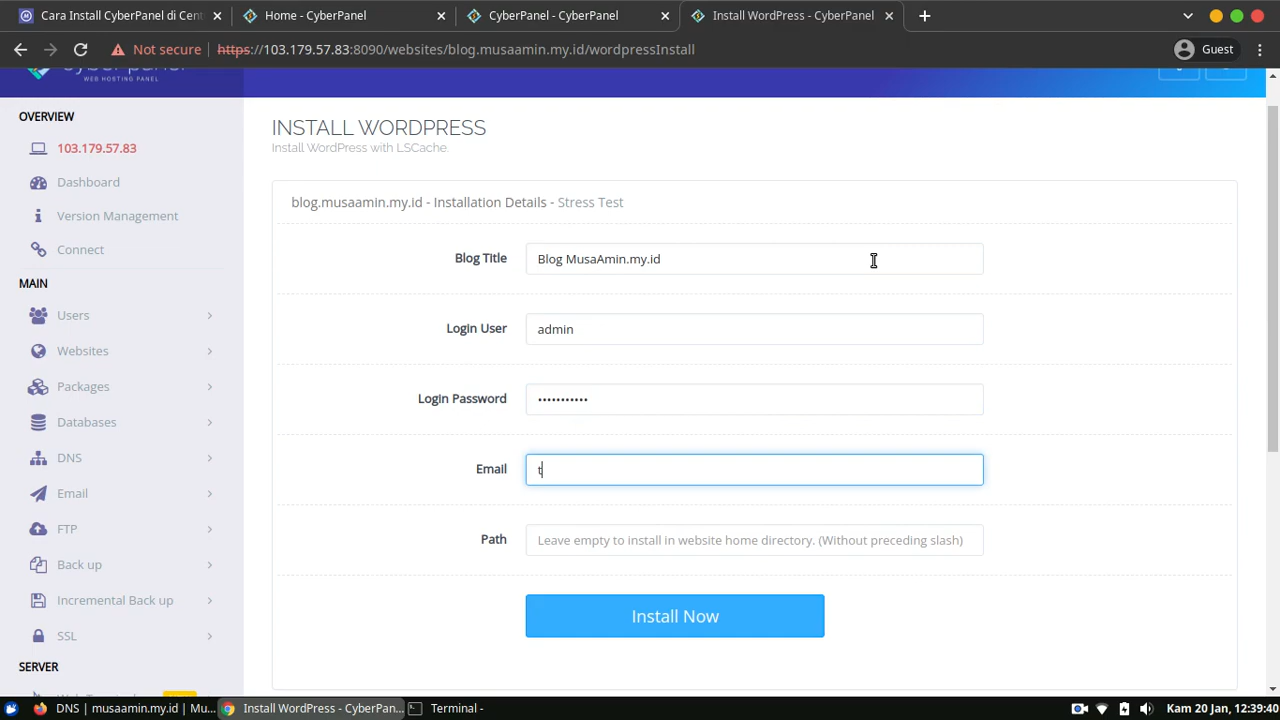 Cara Install CyberPanel di Cent
Home - CyberPanel
CyberPanel - CyberPanel
Install WordPress - CyberPanel
Not secure
https://103.179.57.83:8090/websites/blog.musaamin.my.id/wordpressInstall
Guest
WEB HOSTING PANEL
OVERVIEW
103.179.57.83
Dashboard
Version Management
Connect
MAIN
Users
Websites
Packages
Databases
DNS
Email
FTP
Back up
Incremental Back up
SSL
SERVER
INSTALL WORDPRESS
Install WordPress with LSCache.
blog.musaamin.my.id - Installation Details - Stress Test
Blog Title
Blog MusaAmin.my.id
Login User
admin
Login Password
•••••••••••
Email
t
Path
Leave empty to install in website home directory. (Without preceding slash)
Install Now
DNS | musaamin.my.id | Mu...
Install WordPress - CyberPan...
Terminal -
Kam 20 Jan, 12:39:40